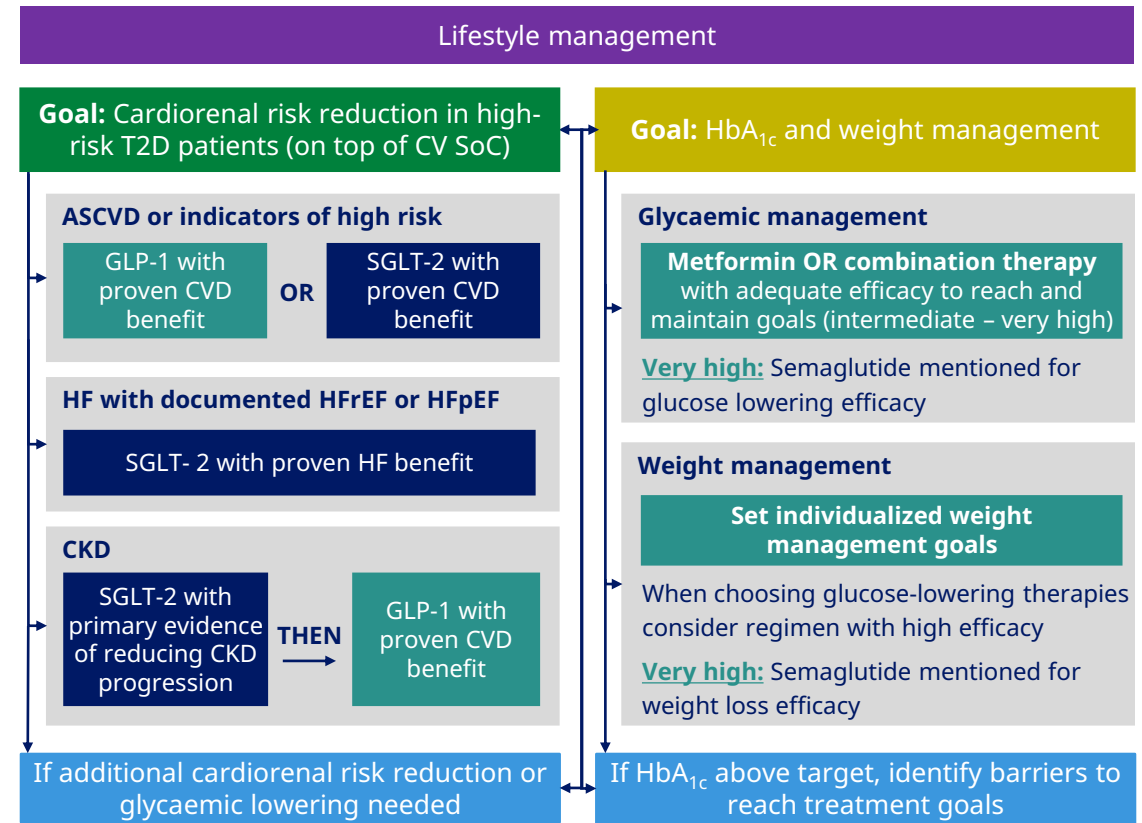 Lifestyle management
Goal: Cardiorenal risk reduction in high-
risk T2D patients (on top of CV SoC)
ASCVD or indicators of high risk
GLP-1 with
proven CVD
benefit
OR
SGLT-2 with
proven CVD
benefit
HF with documented HFrEF or HFpEF
SGLT- 2 with proven HF benefit
CKD
SGLT-2 with
primary evidence
of reducing CKD
progression
THEN
GLP-1 with
proven CVD
benefit
If additional cardiorenal risk reduction or
glycaemic lowering needed
Goal: HbA1c and weight management
Glycaemic management
Metformin OR combination therapy
with adequate efficacy to reach and
maintain goals (intermediate – very high)
Very high: Semaglutide mentioned for
glucose lowering efficacy
Weight management
Set individualized weight
management goals
When choosing glucose-lowering therapies
consider regimen with high efficacy
Very high: Semaglutide mentioned for
weight loss efficacy
If HbA1c above target, identify barriers to
reach treatment goals